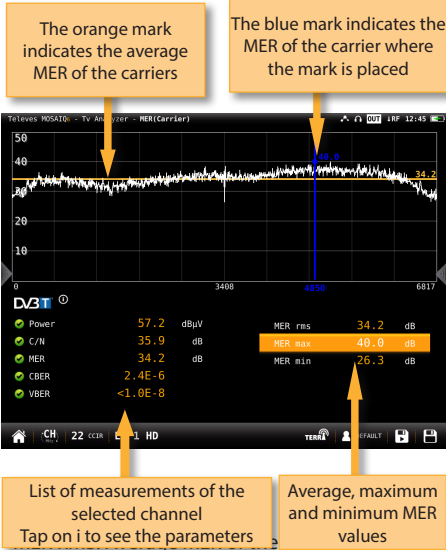 The orange mark
indicates the average
MER of the carriers
The blue mark indicates the
MER of the carrier where
the mark is placed
Televes MOSAIQ6 - Tv Analyzer - MER(Carrier)
OUT ↓RF 12:45
50
40
30
20
10
40.0
34.2
0
3408
4650
6817
DVB T i
Power 57.2 dBµV
C/N 35.9 dB
MER 34.2 dB
CBER 2.4E-6
VBER <1.0E-8
MER rms 34.2 dB
MER max 40.0 dB
MER min 26.3 dB
CH 22 CCIR 1 HD
TERR DEFAULT
List of measurements of the
selected channel
Tap on i to see the parameters
Average, maximum
and minimum MER
values